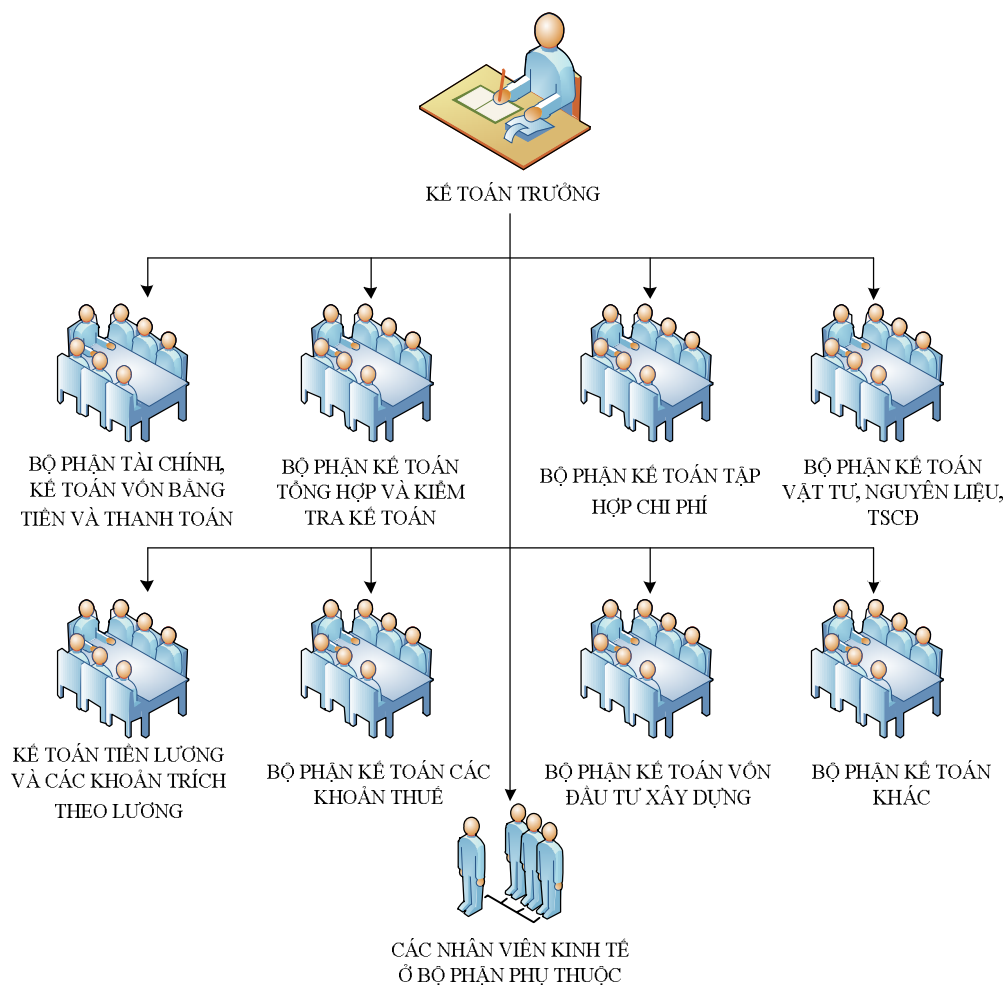 KẾ TOÁN TRƯỞNG
BỘ PHẬN TÀI CHÍNH,
KẾ TOÁN VỐN BẰNG
TIỀN VÀ THANH TOÁN
BỘ PHẬN KẾ TOÁN
TỔNG HỢP VÀ KIỂM
TRA KẾ TOÁN
BỘ PHẬN KẾ TOÁN TẬP
HỢP CHI PHÍ
BỘ PHẬN KẾ TOÁN
VẬT TƯ, NGUYÊN LIỆU,
TSCĐ
KẾ TOÁN TIỀN LƯƠNG
VÀ CÁC KHOẢN TRÍCH
THEO LƯƠNG
BỘ PHẬN KẾ TOÁN CÁC
KHOẢN THUẾ
BỘ PHẬN KẾ TOÁN VỐN
ĐẦU TƯ XÂY DỰNG
BỘ PHẬN KẾ TOÁN
KHÁC
CÁC NHÂN VIÊN KINH TẾ
Ở BỘ PHẬN PHỤ THUỘC